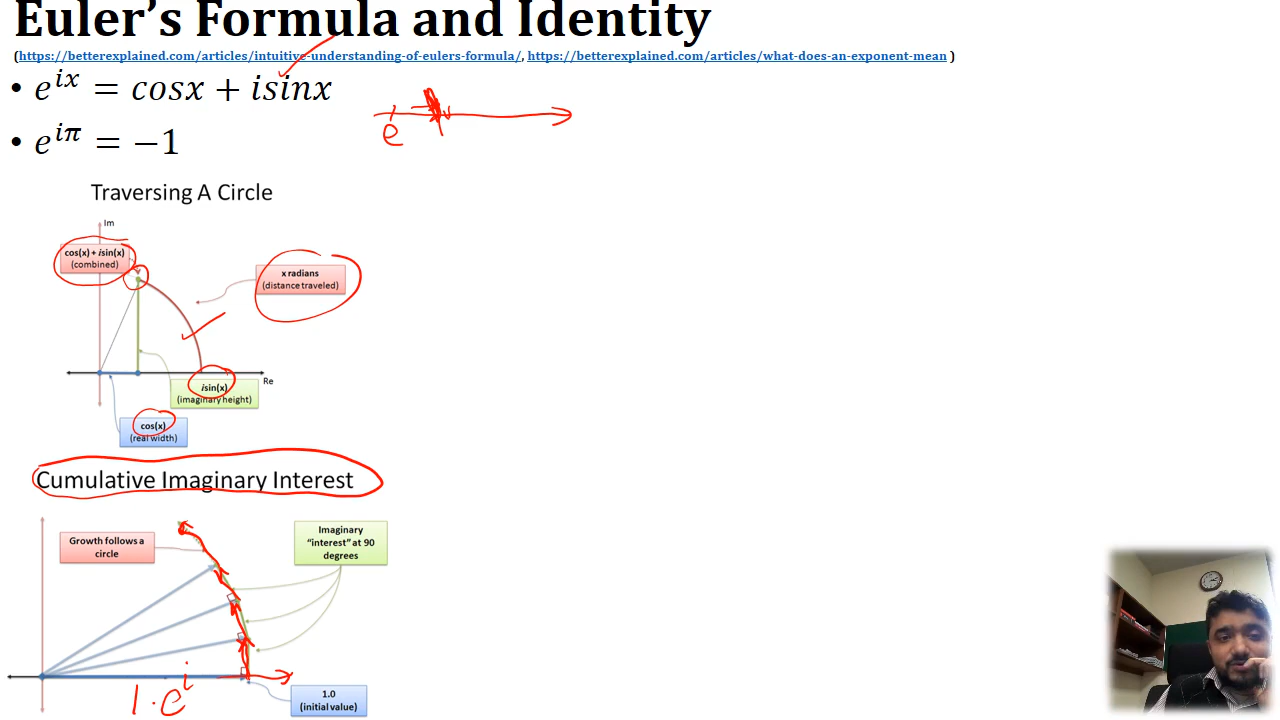 Euler’s Formula and Identity
(https://betterexplained.com/articles/intuitive-understanding-of-eulers-formula/, https://betterexplained.com/articles/what-does-an-exponent-mean )
• e^{ix} = cosx + isinx
• e^{iπ} = −1
e
Traversing A Circle
Im
cos(x) + isin(x)
(combined)
x radians
(distance traveled)
Re
isin(x)
(imaginary height)
cos(x)
(real width)
Cumulative Imaginary Interest
Growth follows a
circle
Imaginary
“interest” at 90
degrees
1·e^i
1.0
(initial value)